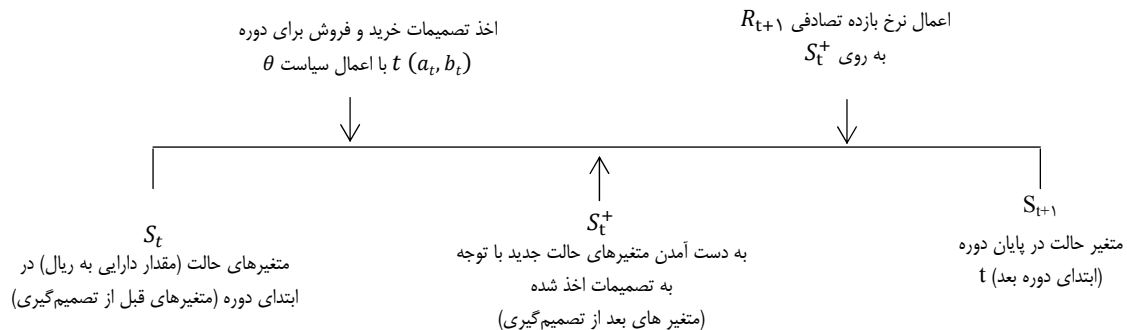 اخذ تصمیمات خرید و فروش برای دوره
t (a_t, b_t) با اعمال سیاست θ
اعمال نرخ بازده تصادفی R_{t+۱}
به روی S_t^+
S_t
متغیرهای حالت (مقدار دارایی به ریال) در
ابتدای دوره (متغیرهای قبل از تصمیم‌گیری)
S_t^+
به دست آمدن متغیرهای حالت جدید با توجه
به تصمیمات اخذ شده
(متغیر های بعد از تصمیم‌گیری)
S_{t+۱}
متغیر حالت در پایان دوره
t (ابتدای دوره بعد)